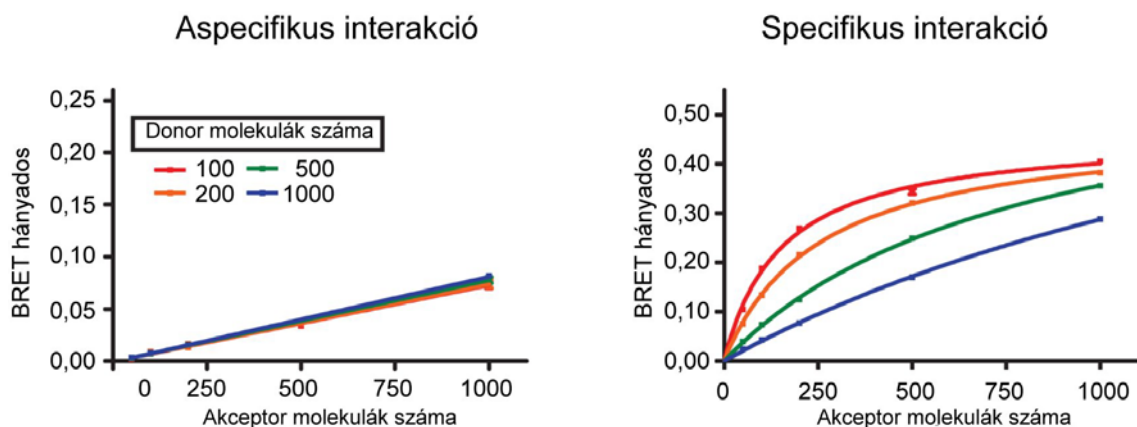 Aspecifikus interakció
BRET hányados
0,25
0,20
0,15
0,10
0,05
0,00
Donor molekulák száma
100 500
200 1000
0 250 500 750 1000
Akceptor molekulák száma
Specifikus interakció
BRET hányados
0,50
0,40
0,30
0,20
0,10
0,00
0 250 500 750 1000
Akceptor molekulák száma